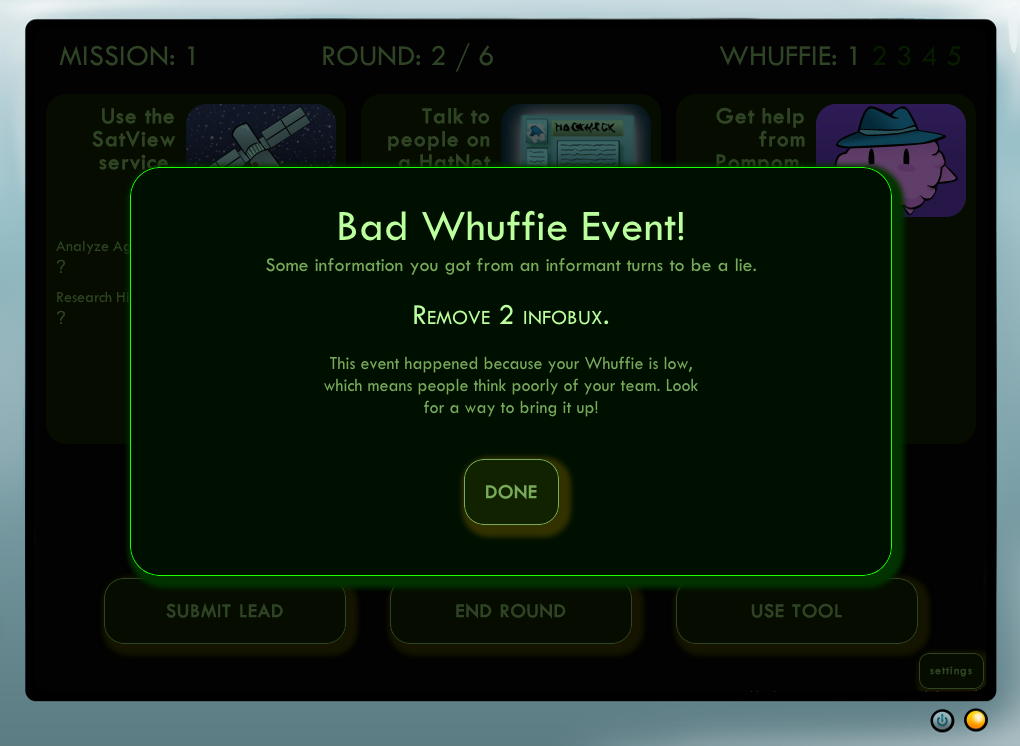 MISSION: 1
ROUND: 2 / 6
WHUFFIE: 1 2 3 4 5
Use the
SatView
service.
Talk to
people on
a HatNet
HACKHICK
Get help
from
Pompom.
Analyze Ag
?
Research Hi
?
Bad Whuffie Event!
Some information you got from an informant turns to be a lie.
Remove 2 infobux.
This event happened because your Whuffie is low,
which means people think poorly of your team. Look
for a way to bring it up!
DONE
SUBMIT LEAD
END ROUND
USE TOOL
settings